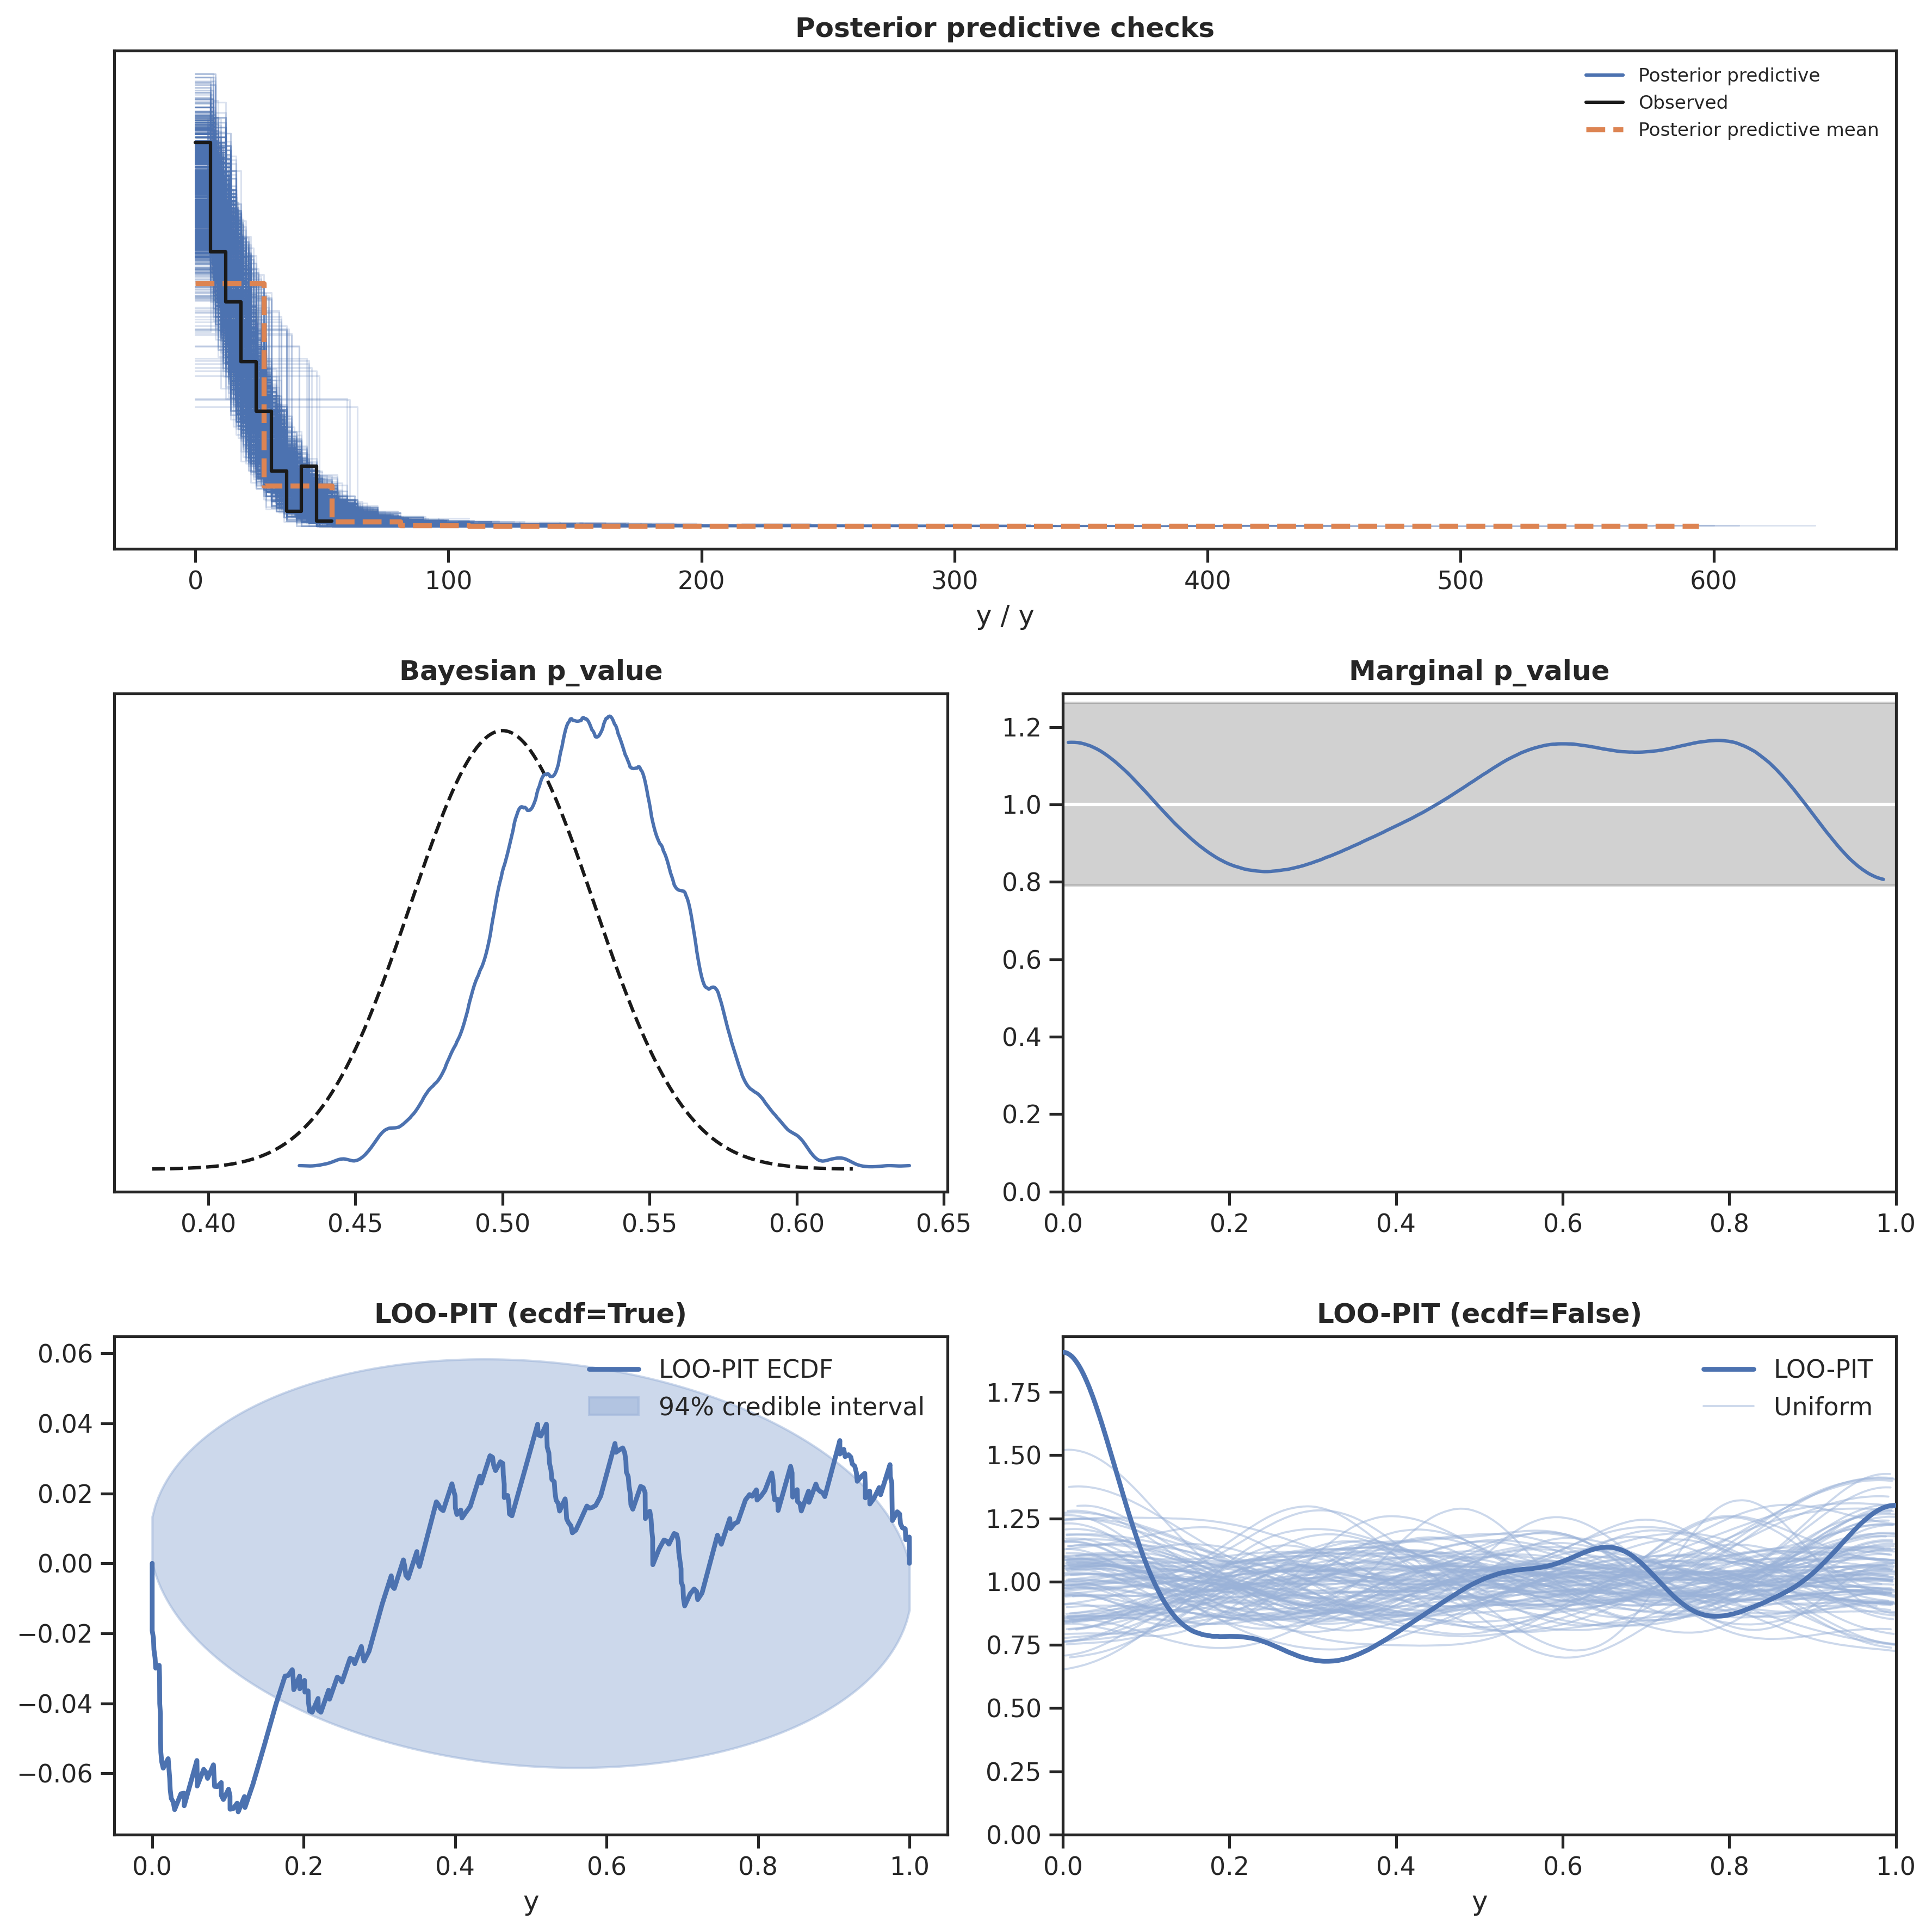 Posterior predictive checks
Posterior predictive
Observed
Posterior predictive mean
0 100 200 300 400 500 600
y / y
Bayesian p_value
0.40 0.45 0.50 0.55 0.60 0.65
Marginal p_value
1.2
1.0
0.8
0.6
0.4
0.2
0.0
0.0 0.2 0.4 0.6 0.8 1.0
LOO-PIT (ecdf=True)
LOO-PIT ECDF
94% credible interval
0.06
0.04
0.02
0.00
−0.02
−0.04
−0.06
0.0 0.2 0.4 0.6 0.8 1.0
y
LOO-PIT (ecdf=False)
LOO-PIT
Uniform
1.75
1.50
1.25
1.00
0.75
0.50
0.25
0.00
0.0 0.2 0.4 0.6 0.8 1.0
y